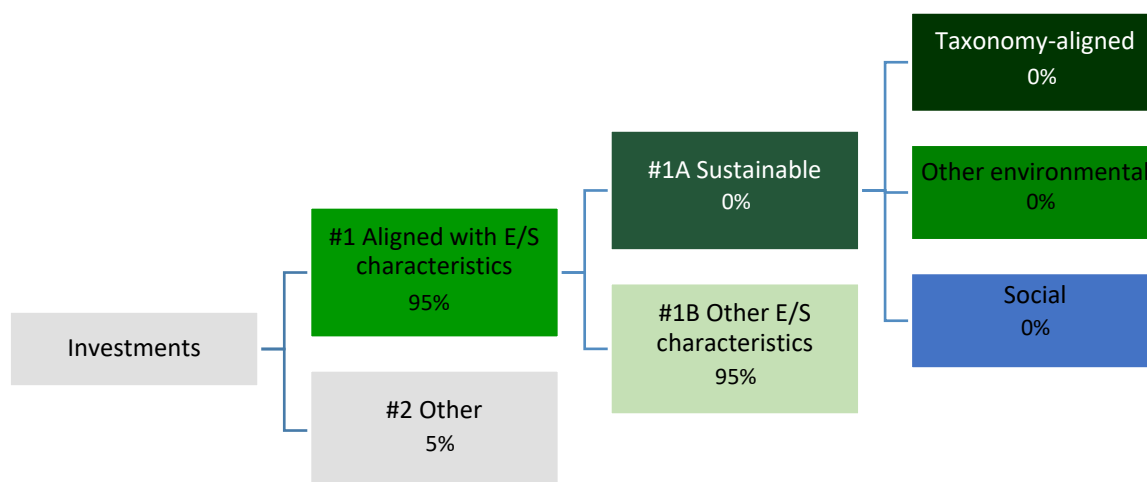 Investments
#1 Aligned with E/S
characteristics
95%
#2 Other
5%
#1A Sustainable
0%
#1B Other E/S
characteristics
95%
Taxonomy-aligned
0%
Other environmental
0%
Social
0%